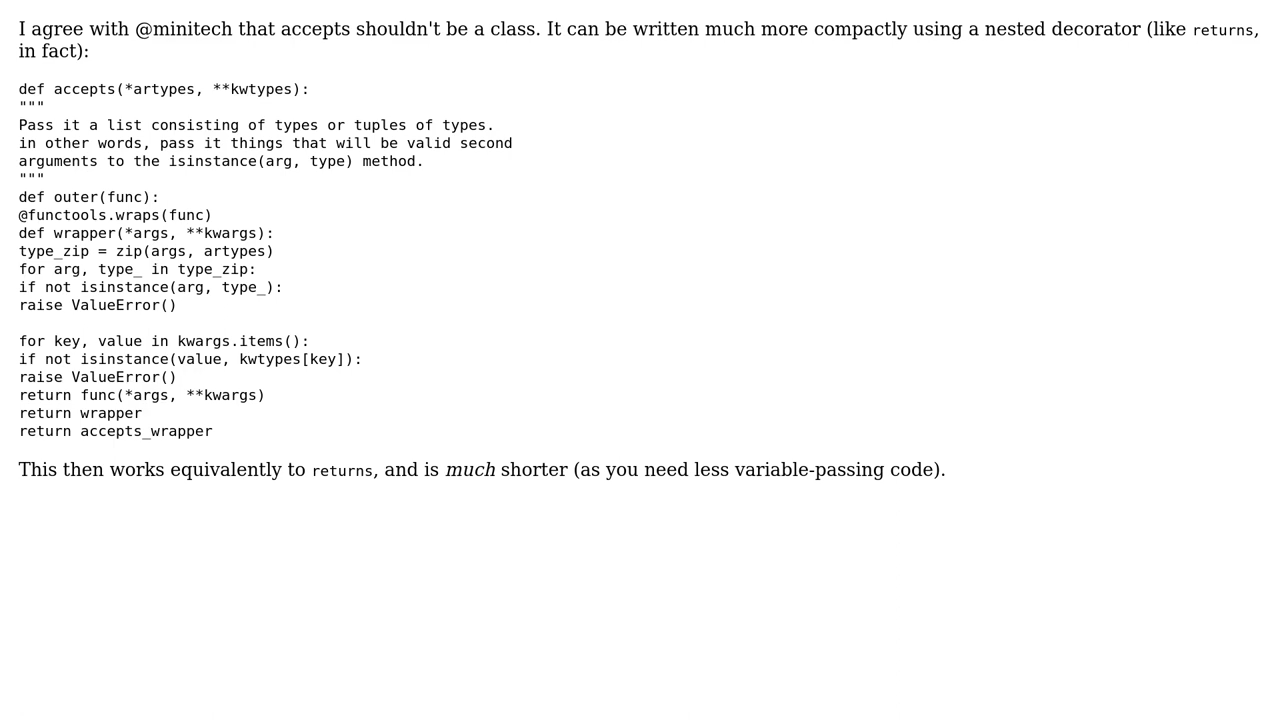 I agree with @minitech that accepts shouldn't be a class. It can be written much more compactly using a nested decorator (like returns,
in fact):
def accepts(*artypes, **kwtypes):
"""
Pass it a list consisting of types or tuples of types.
in other words, pass it things that will be valid second
arguments to the isinstance(arg, type) method.
"""
def outer(func):
@functools.wraps(func)
def wrapper(*args, **kwargs):
type_zip = zip(args, artypes)
for arg, type_ in type_zip:
if not isinstance(arg, type_):
raise ValueError()
for key, value in kwargs.items():
if not isinstance(value, kwtypes[key]):
raise ValueError()
return func(*args, **kwargs)
return wrapper
return accepts_wrapper
This then works equivalently to returns, and is much shorter (as you need less variable-passing code).